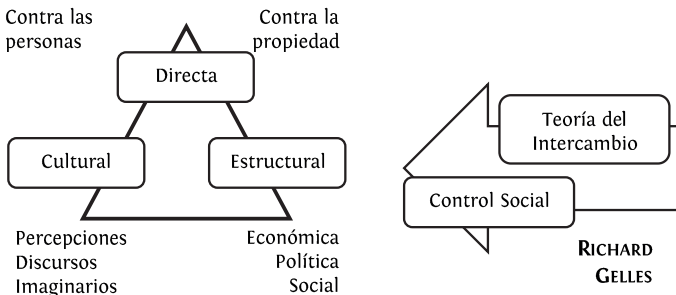 Contra las
personas
Contra la
propiedad
Directa
Cultural
Estructural
Percepciones
Discursos
Imaginarios
Económica
Política
Social
Teoría del
Intercambio
Control Social
RICHARD
GELLES